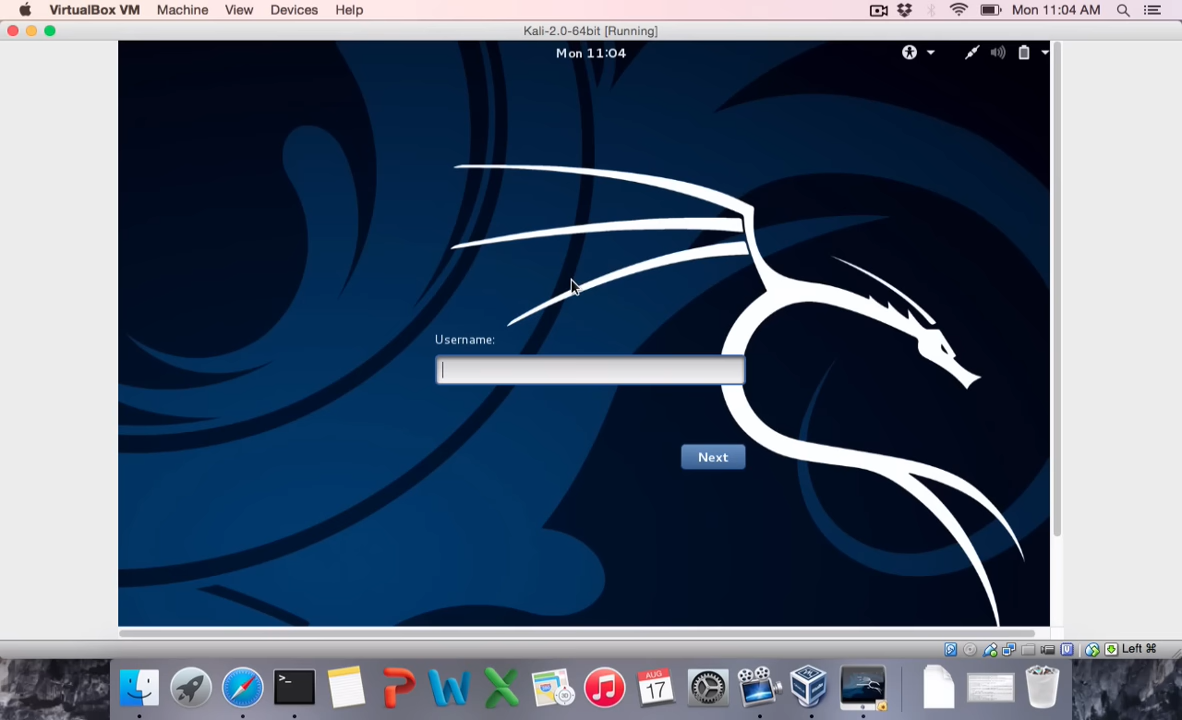 VirtualBox VM Machine View Devices Help Mon 11:04 AM
Kali-2.0-64bit [Running]
Mon 11:04
Username:
Next
Left ⌘
>_
P W X 30
AUG
17